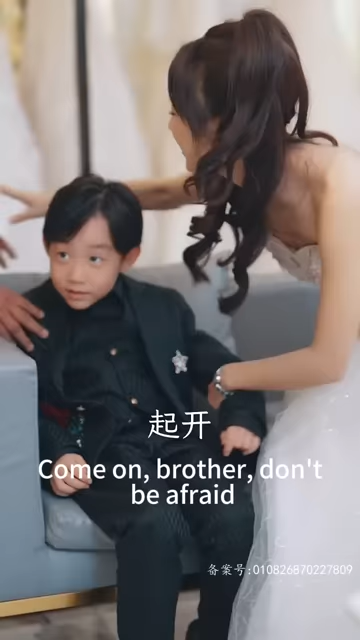 起开
Come on, brother, don't
be afraid
备案号:010826870227809